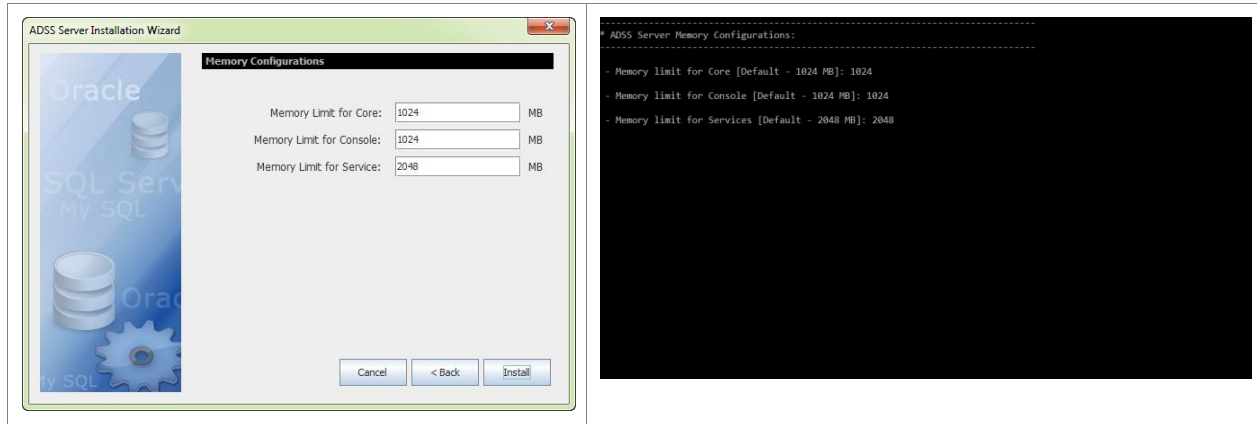 ADSS Server Installation Wizard
Memory Configurations
Oracle
SQL Serv
My SQL
Orac
My SQL
Memory Limit for Core: 1024 MB
Memory Limit for Console: 1024 MB
Memory Limit for Service: 2048 MB
Cancel < Back Install
* ADSS Server Memory Configurations:
- Memory limit for Core [Default - 1024 MB]: 1024
- Memory limit for Console [Default - 1024 MB]: 1024
- Memory limit for Services [Default - 2048 MB]: 2048